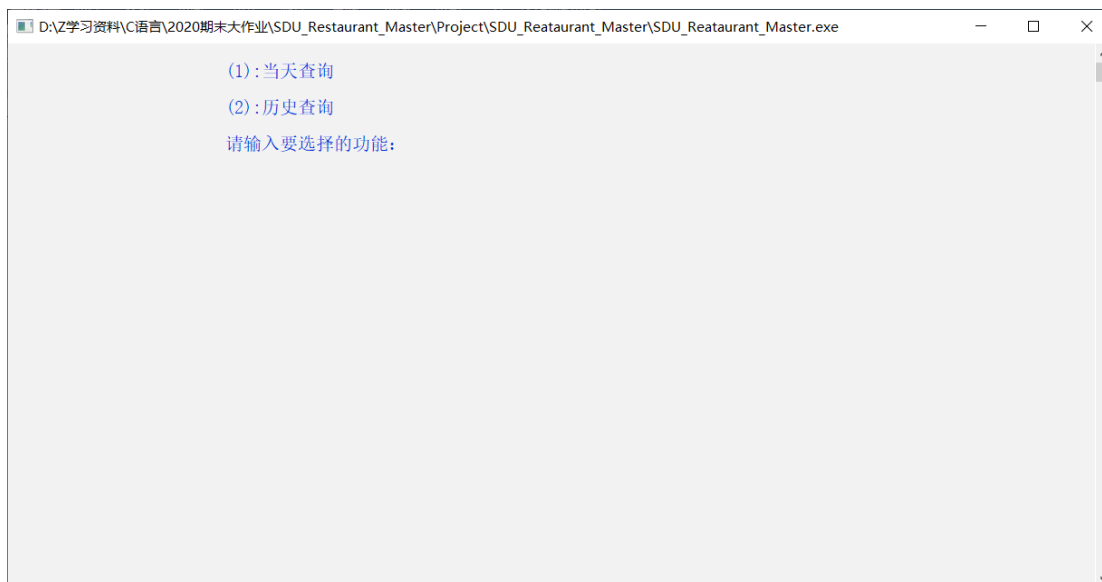 D:\Z学习资料\C语言\2020期末大作业\SDU_Restaurant_Master\Project\SDU_Reataurant_Master\SDU_Reataurant_Master.exe
(1):当天查询
(2):历史查询
请输入要选择的功能: